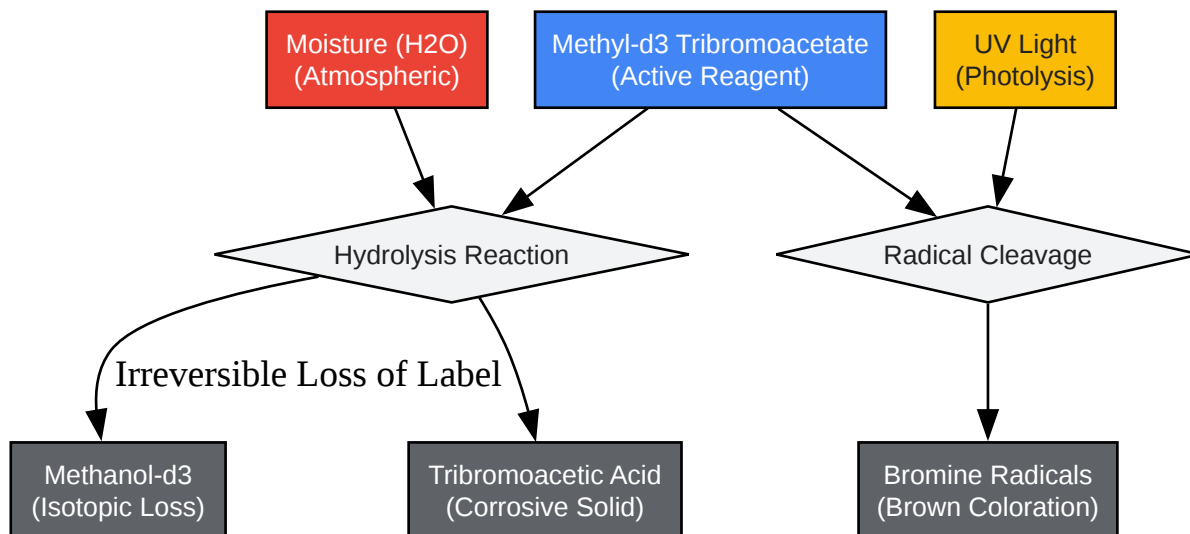 Moisture (H2O)
(Atmospheric)
Methyl-d3 Tribromoacetate
(Active Reagent)
UV Light
(Photolysis)
Hydrolysis Reaction
Radical Cleavage
Irreversible Loss of Label
Methanol-d3
(Isotopic Loss)
Tribromoacetic Acid
(Corrosive Solid)
Bromine Radicals
(Brown Coloration)